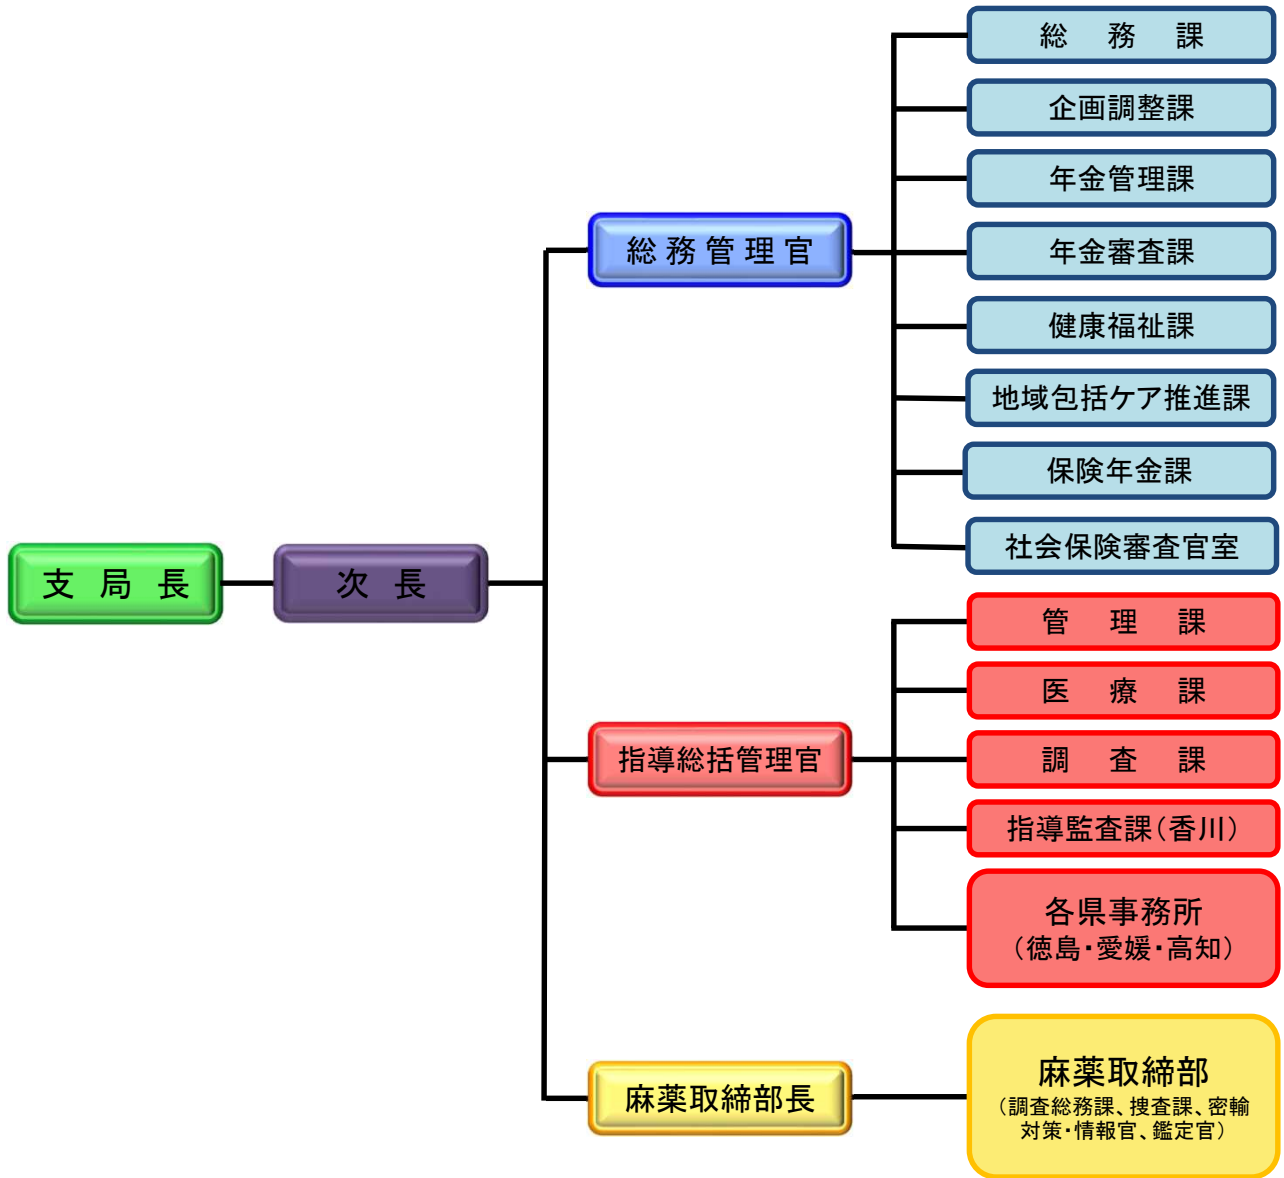 支 局 長
次 長
総務管理官
総 務 課
企画調整課
年金管理課
年金審査課
健康福祉課
地域包括ケア推進課
保険年金課
社会保険審査官室
指導総括管理官
管 理 課
医 療 課
調 査 課
指導監査課（香川）
各県事務所
（徳島・愛媛・高知）
麻薬取締部長
麻薬取締部
（調査総務課、捜査課、密輸
対策・情報官、鑑定官）